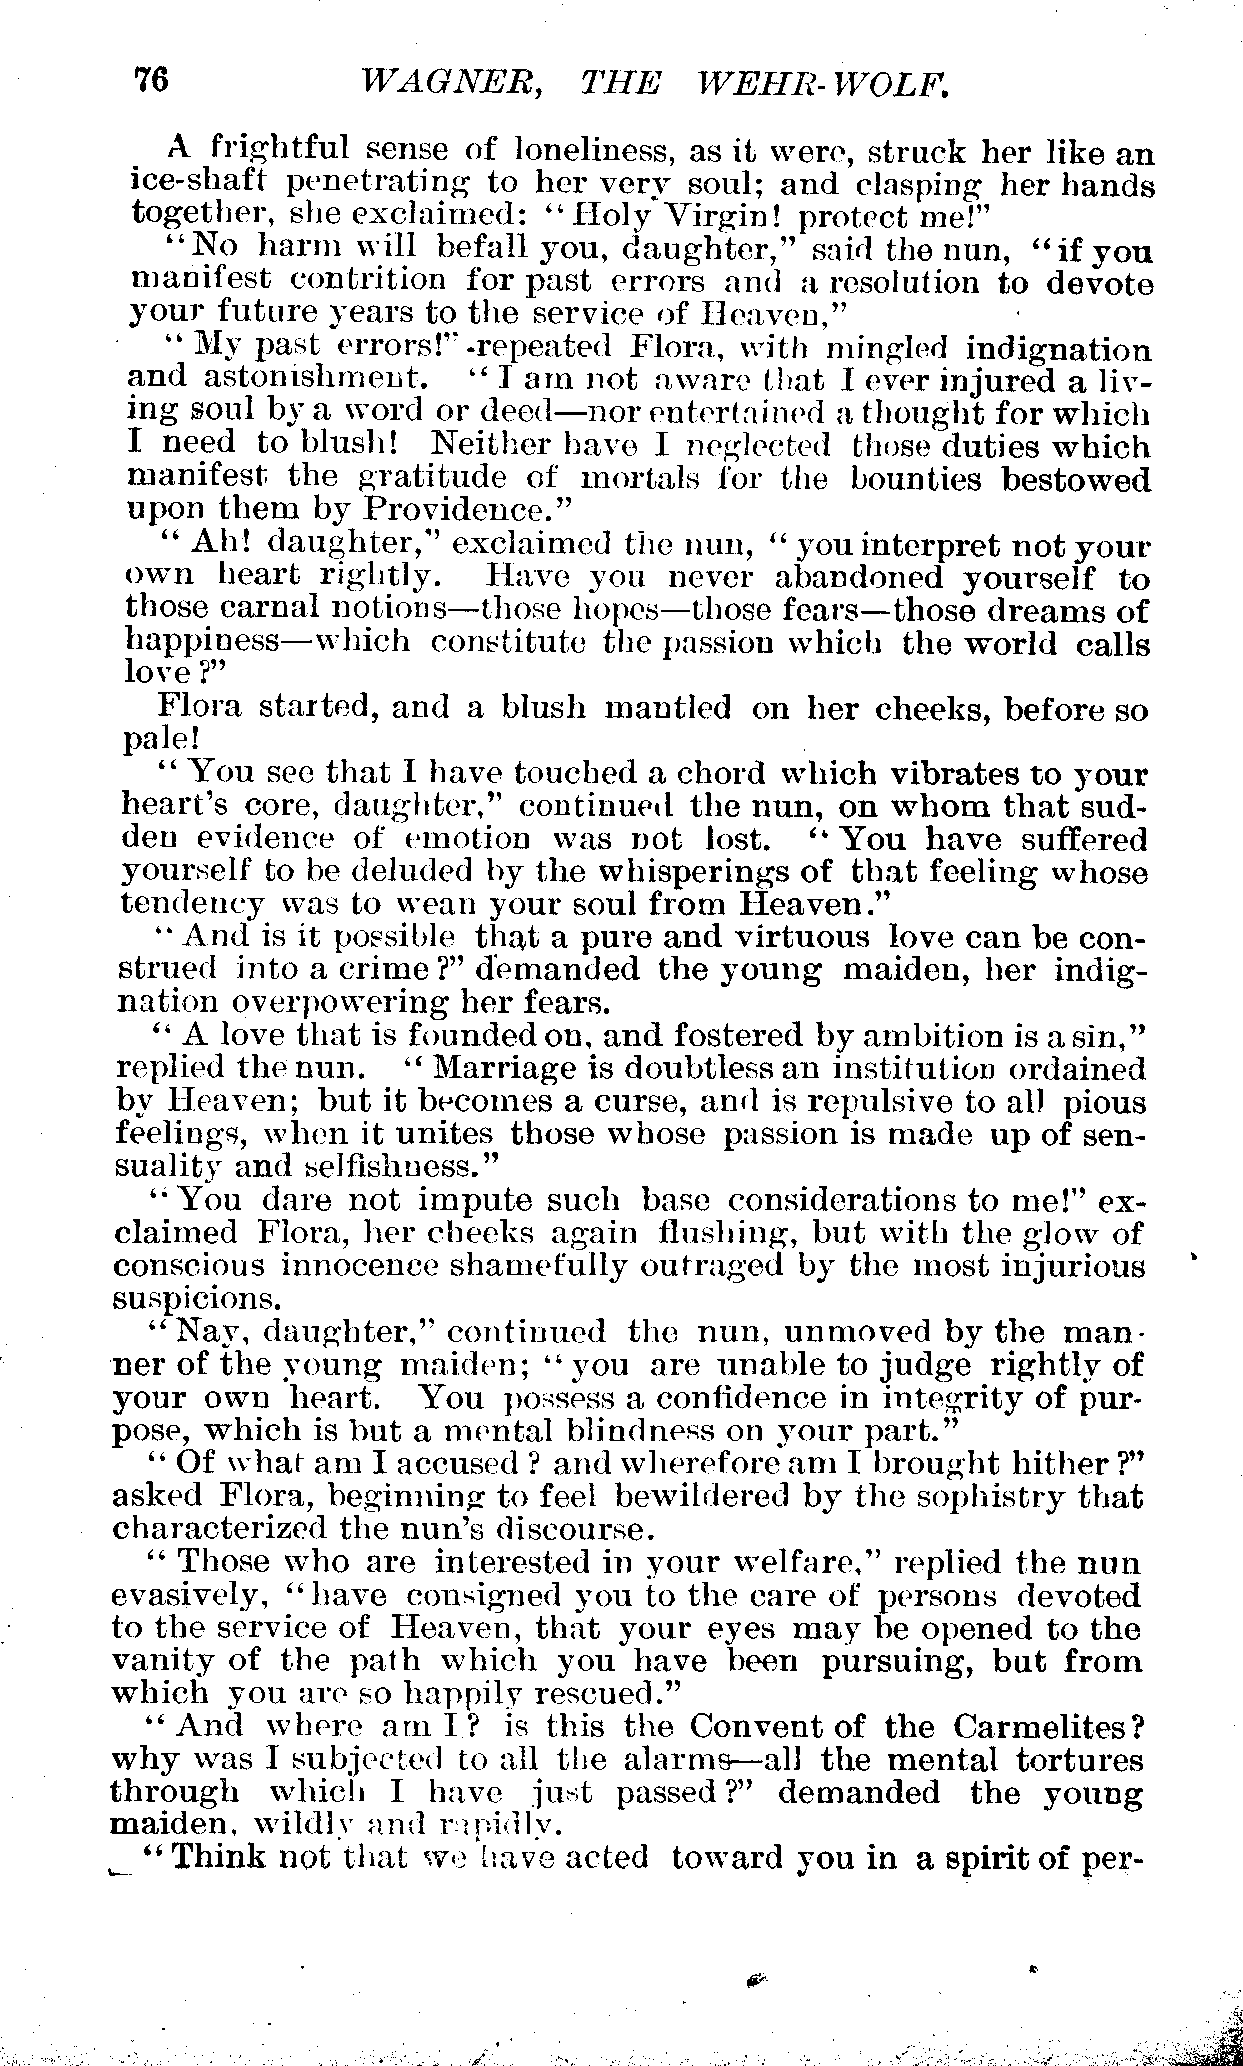 76 WAGNER, THE WEHR-WOLF.
A frightful sense of loneliness, as it were, struck her like an
ice-shaft penetrating to her very soul; and clasping her hands
together, she exclaimed: "Holy Virgin! protect me!"
"No harm will befall you, daughter," said the nun, "if you
manifest contrition for past errors and a resolution to devote
your future years to the service of Heaven,"
"My past errors!" repeated Flora, with mingled indignation
and astonishment. "I am not aware that I ever injured a liv-
ing soul by a word or deed—nor entertained a thought for which
I need to blush! Neither have I neglected those duties which
manifest the gratitude of mortals for the bounties bestowed
upon them by Providence."
"Ah! daughter," exclaimed the nun, "you interpret not your
own heart rightly. Have you never abandoned yourself to
those carnal notions—those hopes—those fears—those dreams of
happiness—which constitute the passion which the world calls
love?"
Flora started, and a blush mantled on her cheeks, before so
pale!
"You see that I have touched a chord which vibrates to your
heart's core, daughter," continued the nun, on whom that sud-
den evidence of emotion was not lost. "You have suffered
yourself to be deluded by the whisperings of that feeling whose
tendency was to wean your soul from Heaven."
"And is it possible that a pure and virtuous love can be con-
strued into a crime?" demanded the young maiden, her indig-
nation overpowering her fears.
"A love that is founded on, and fostered by ambition is a sin,"
replied the nun. "Marriage is doubtless an institution ordained
by Heaven; but it becomes a curse, and is repulsive to all pious
feelings, when it unites those whose passion is made up of sen-
suality and selfishness."
"You dare not impute such base considerations to me!" ex-
claimed Flora, her cheeks again flushing, but with the glow of
conscious innocence shamefully outraged by the most injurious
suspicions.
"Nay, daughter," continued the nun, unmoved by the man-
ner of the young maiden; "you are unable to judge rightly of
your own heart. You possess a confidence in integrity of pur-
pose, which is but a mental blindness on your part."
"Of what am I accused? and wherefore am I brought hither?"
asked Flora, beginning to feel bewildered by the sophistry that
characterized the nun's discourse.
"Those who are interested in your welfare," replied the nun
evasively, "have consigned you to the care of persons devoted
to the service of Heaven, that your eyes may be opened to the
vanity of the path which you have been pursuing, but from
which you are so happily rescued."
"And where am I? is this the Convent of the Carmelites?
why was I subjected to all the alarms—all the mental tortures
through which I have just passed?" demanded the young
maiden, wildly and rapidly.
"Think not that we have acted toward you in a spirit of per-